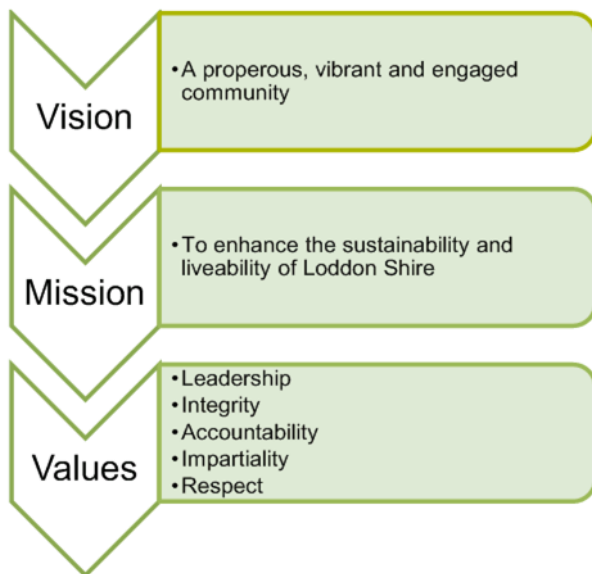 Vision
•A properous, vibrant and engaged
community
Mission
•To enhance the sustainability and
liveability of Loddon Shire
Values
•Leadership
•Integrity
•Accountability
•Impartiality
•Respect